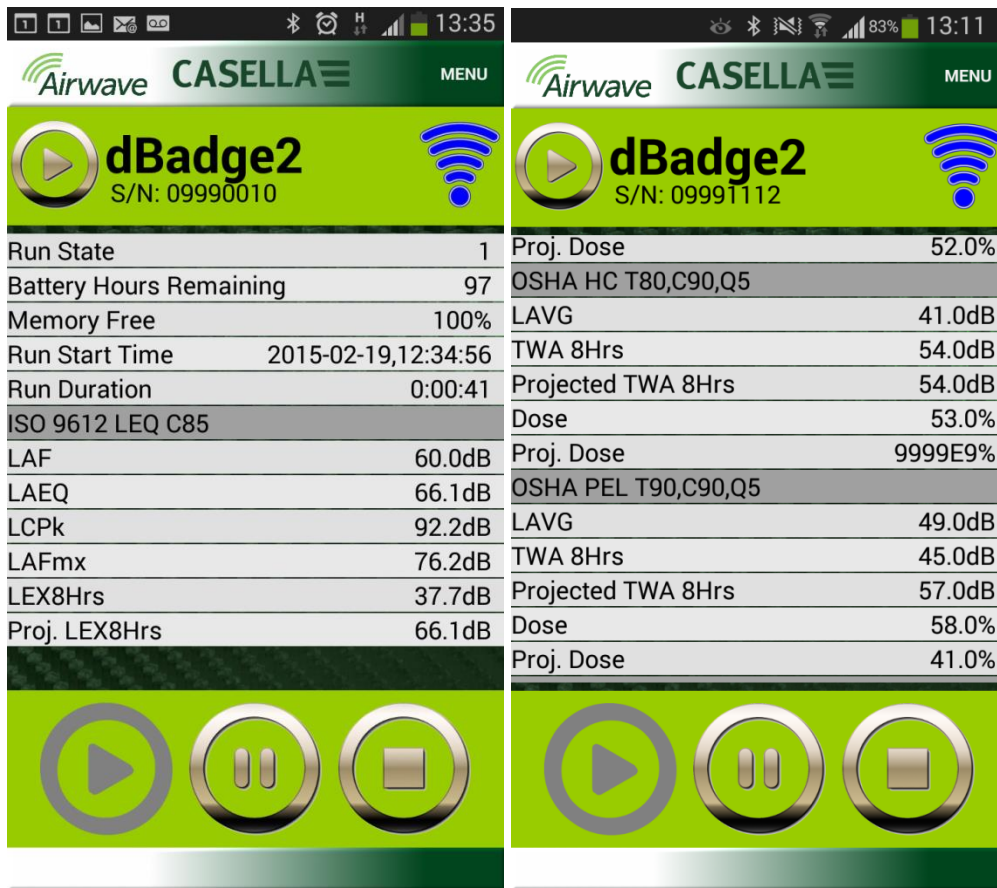 13:35
Airwave CASELLA MENU
dBadge2
S/N: 09990010
Run State 1
Battery Hours Remaining 97
Memory Free 100%
Run Start Time 2015-02-19,12:34:56
Run Duration 0:00:41
ISO 9612 LEQ C85
LAF 60.0dB
LAEQ 66.1dB
LCPk 92.2dB
LAFmx 76.2dB
LEX8Hrs 37.7dB
Proj. LEX8Hrs 66.1dB
83% 13:11
Airwave CASELLA MENU
dBadge2
S/N: 09991112
Proj. Dose 52.0%
OSHA HC T80,C90,Q5
LAVG 41.0dB
TWA 8Hrs 54.0dB
Projected TWA 8Hrs 54.0dB
Dose 53.0%
Proj. Dose 9999E9%
OSHA PEL T90,C90,Q5
LAVG 49.0dB
TWA 8Hrs 45.0dB
Projected TWA 8Hrs 57.0dB
Dose 58.0%
Proj. Dose 41.0%